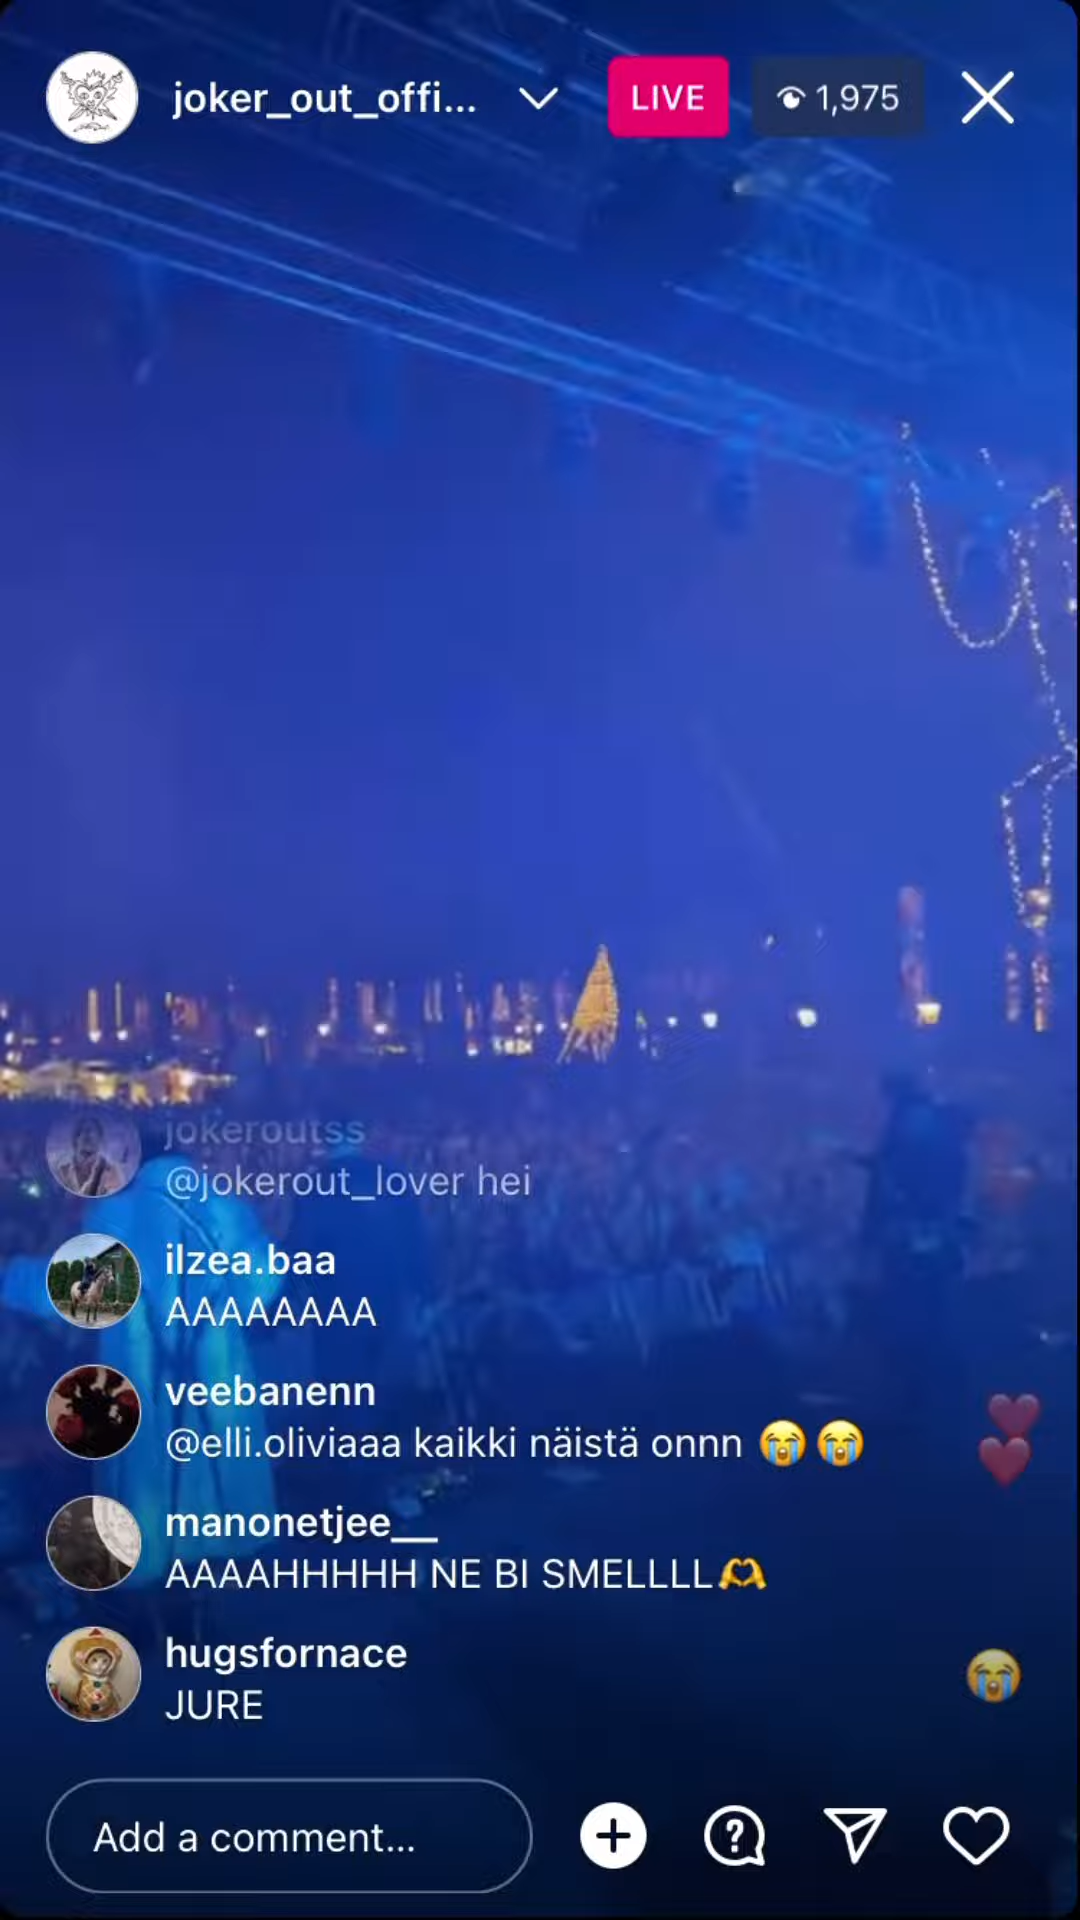 joker_out_offi...
LIVE
1,975
jokeroutss
@jokerout_lover hei
ilzea.baa
AAAAAAAA
veebanenn
@elli.oliviaaa kaikki näistä onnn 😭😭
manonetjee__
AAAAHHHHH NE BI SMELLLL🫶
hugsfornace
JURE
Add a comment...